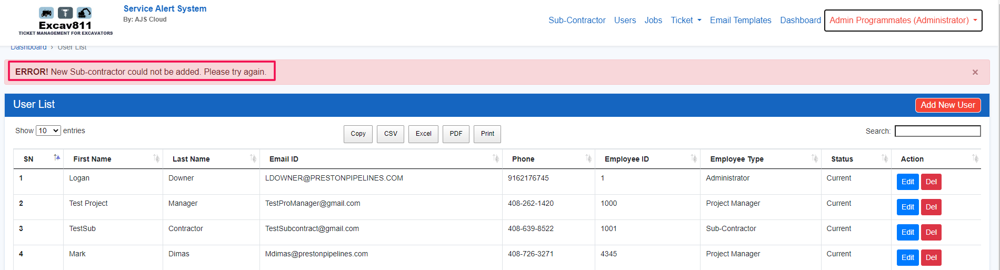 Service Alert System
By: AJS Cloud
Excav811
TICKET MANAGEMENT FOR EXCAVATORS
Sub-Contractor Users Jobs Ticket Email Templates Dashboard Admin Programmates (Administrator)
Dashboard › User List
ERROR! New Sub-contractor could not be added. Please try again. ×
User List Add New User
Show 10 entries Copy CSV Excel PDF Print Search:
SN First Name Last Name Email ID Phone Employee ID Employee Type Status Action
1 Logan Downer LDOWNER@PRESTONPIPELINES.COM 9162176745 1 Administrator Current Edit Del
2 Test Project Manager TestProManager@gmail.com 408-262-1420 1000 Project Manager Current Edit Del
3 TestSub Contractor TestSubcontract@gmail.com 408-639-8522 1001 Sub-Contractor Current Edit Del
4 Mark Dimas Mdimas@prestonpipelines.com 408-726-3271 4345 Project Manager Current Edit Del